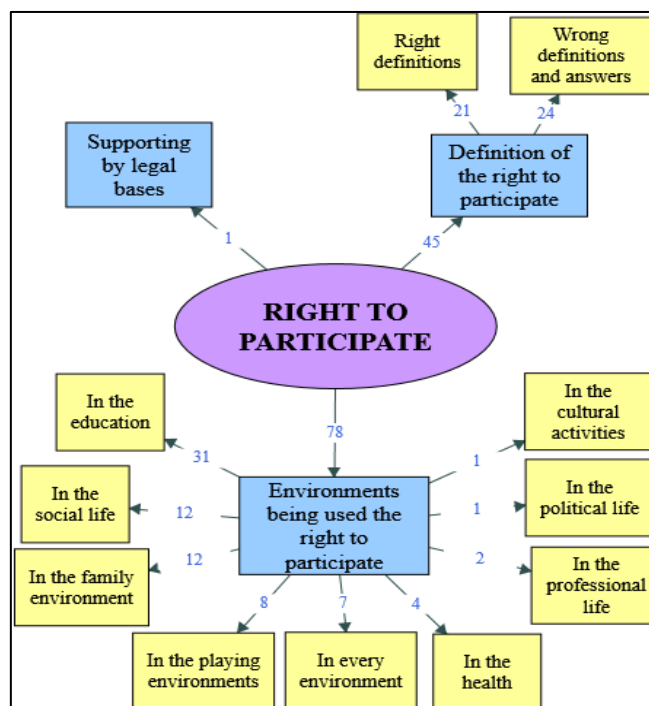 Right
definitions
Wrong
definitions
and answers
21
24
Supporting
by legal
bases
Definition of
the right to
participate
1
45
RIGHT TO
PARTICIPATE
In the
education
In the
cultural
activities
78
31
1
In the
social life
12
Environments
being used the
right to
participate
1
In the
political life
In the family
environment
12
2
In the
professional
life
8
7
4
In the playing
environments
In every
environment
In the
health